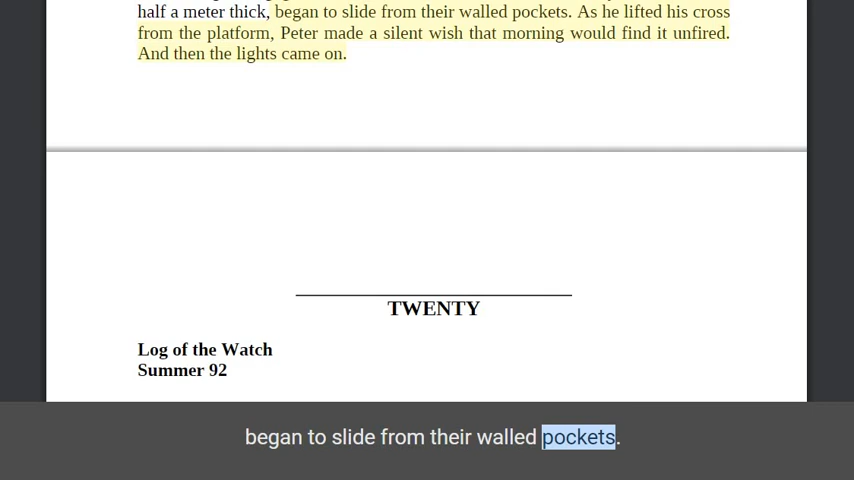 half a meter thick, began to slide from their walled pockets. As he lifted his cross
from the platform, Peter made a silent wish that morning would find it unfired.
And then the lights came on.
TWENTY
Log of the Watch
Summer 92
began to slide from their walled pockets.